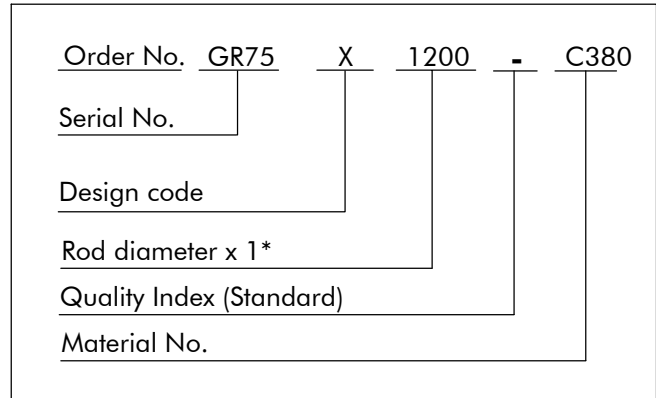 Order No. GR75 X 1200 - C380
Serial No.
Design code
Rod diameter x 1*
Quality Index (Standard)
Material No.